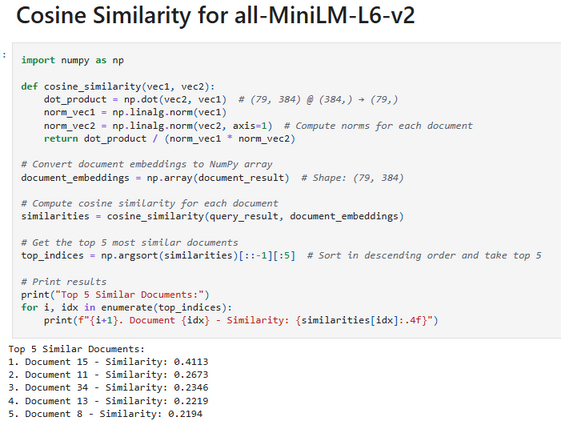 Cosine Similarity for all-MiniLM-L6-v2
:
import numpy as np
def cosine_similarity(vec1, vec2):
    dot_product = np.dot(vec2, vec1)  # (79, 384) @ (384,) → (79,)
    norm_vec1 = np.linalg.norm(vec1)
    norm_vec2 = np.linalg.norm(vec2, axis=1)  # Compute norms for each document
    return dot_product / (norm_vec1 * norm_vec2)
# Convert document embeddings to NumPy array
document_embeddings = np.array(document_result)  # Shape: (79, 384)
# Compute cosine similarity for each document
similarities = cosine_similarity(query_result, document_embeddings)
# Get the top 5 most similar documents
top_indices = np.argsort(similarities)[::-1][:5]  # Sort in descending order and take top 5
# Print results
print("Top 5 Similar Documents:")
for i, idx in enumerate(top_indices):
    print(f"{i+1}. Document {idx} - Similarity: {similarities[idx]:.4f}")
Top 5 Similar Documents:
1. Document 15 - Similarity: 0.4113
2. Document 11 - Similarity: 0.2673
3. Document 34 - Similarity: 0.2346
4. Document 13 - Similarity: 0.2219
5. Document 8 - Similarity: 0.2194